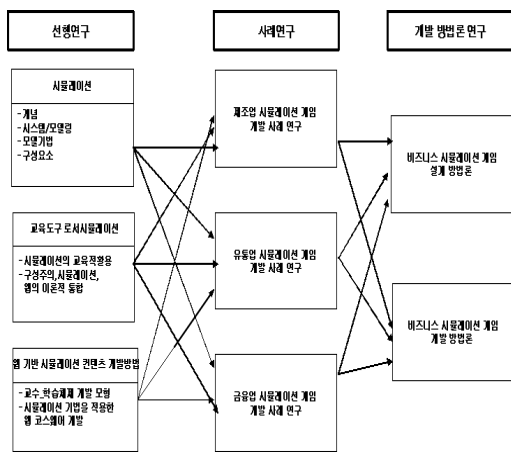 선행연구
사례연구
개발 방법론 연구
시뮬레이션
-개념
-시스템/모델링
-모델기법
-구성요소
교육도구 로서시뮬레이션
-시뮬레이션의 교육적활용
-구성주의,시뮬레이션,
웹의 이론적 통합
웹 기반 시뮬레이션 컨텐츠 개발방법
-교수_학습체제 개발 모형
-시뮬레이션 기법을 적용한
웹 코스웨어 개발
제조업 시뮬레이션 게임
개발 사례 연구
유통업 시뮬레이션 게임
개발 사례 연구
금융업 시뮬레이션 게임
개발 사례 연구
비즈니스 시뮬레이션 게임
설계 방법론
비즈니스 시뮬레이션 게임
개발 방법론